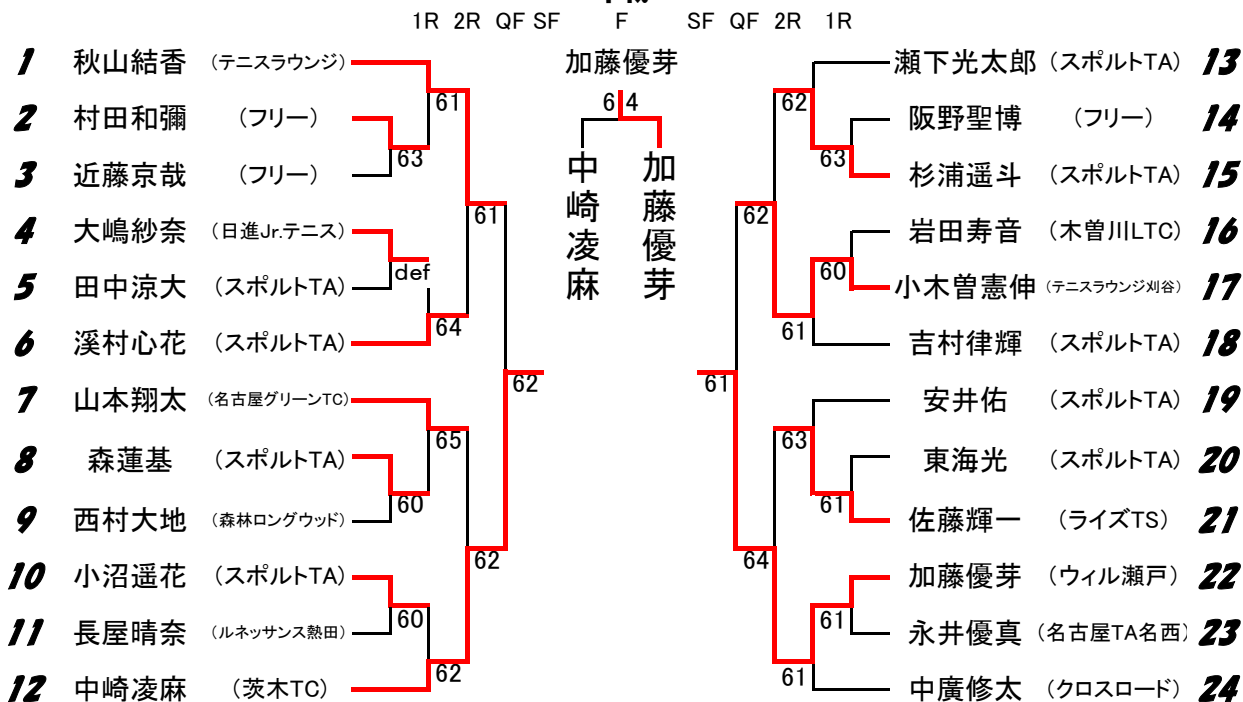 1R 2R QF SF F SF QF 2R 1R
1 秋山結香 (テニスラウンジ)
2 村田和彌 (フリー)
3 近藤京哉 (フリー)
4 大嶋紗奈 (日進Jr.テニス)
5 田中涼大 (スポルトTA)
6 溪村心花 (スポルトTA)
7 山本翔太 (名古屋グリーンTC)
8 森蓮基 (スポルトTA)
9 西村大地 (森林ロングウッド)
10 小沼遥花 (スポルトTA)
11 長屋晴奈 (ルネッサンス熱田)
12 中崎凌麻 (茨木TC)
61
63
def
64
65
60
60
62
61
62
62
加藤優芽
6 4
中崎凌麻
加藤優芽
61
62
64
62
63
60
61
63
61
61
61
瀬下光太郎 (スポルトTA) 13
阪野聖博 (フリー) 14
杉浦遥斗 (スポルトTA) 15
岩田寿音 (木曽川LTC) 16
小木曽憲伸 (テニスラウンジ刈谷) 17
吉村律輝 (スポルトTA) 18
安井佑 (スポルトTA) 19
東海光 (スポルトTA) 20
佐藤輝一 (ライズTS) 21
加藤優芽 (ウィル瀬戸) 22
永井優真 (名古屋TA名西) 23
中廣修太 (クロスロード) 24